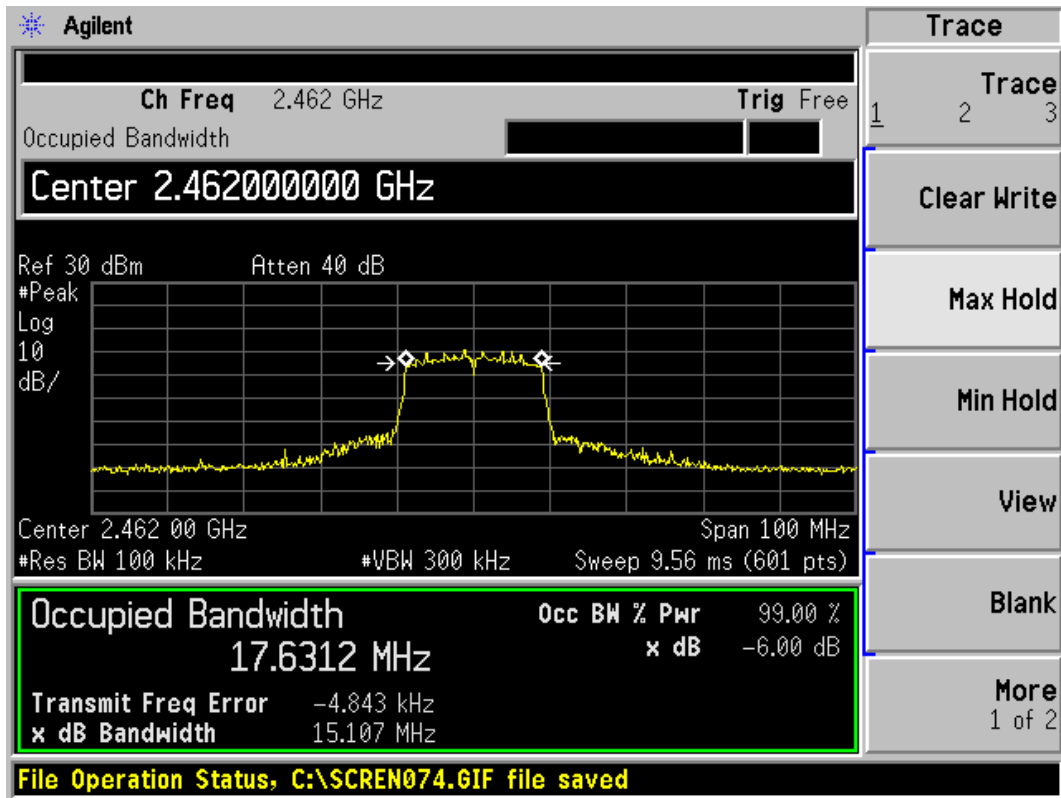 Agilent
Trace
Ch Freq 2.462 GHz Trig Free
Occupied Bandwidth
Center 2.462000000 GHz
Ref 30 dBm Atten 40 dB
#Peak
Log
10
dB/
Center 2.462 00 GHz Span 100 MHz
#Res BW 100 kHz #VBW 300 kHz Sweep 9.56 ms (601 pts)
Occupied Bandwidth
17.6312 MHz
Occ BW % Pwr 99.00 %
x dB -6.00 dB
Transmit Freq Error -4.843 kHz
x dB Bandwidth 15.107 MHz
File Operation Status, C:\SCREN074.GIF file saved
Trace
1 2 3
Clear Write
Max Hold
Min Hold
View
Blank
More
1 of 2